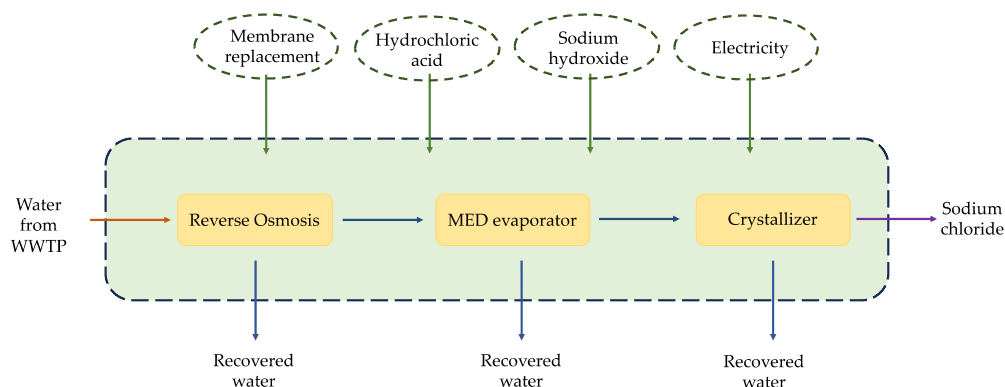 Membrane
replacement
Hydrochloric
acid
Sodium
hydroxide
Electricity
Water
from
WWTP
Reverse Osmosis
MED evaporator
Crystallizer
Sodium
chloride
Recovered
water
Recovered
water
Recovered
water